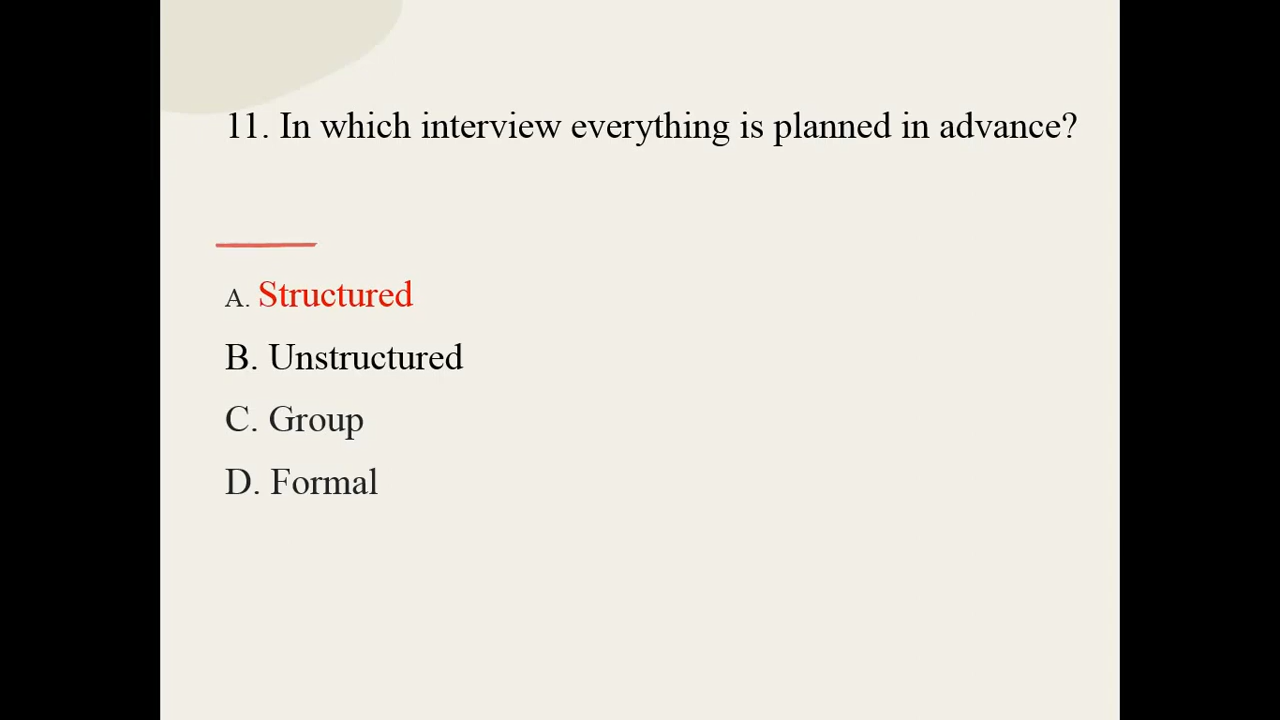 11. In which interview everything is planned in advance?
A. Structured
B. Unstructured
C. Group
D. Formal